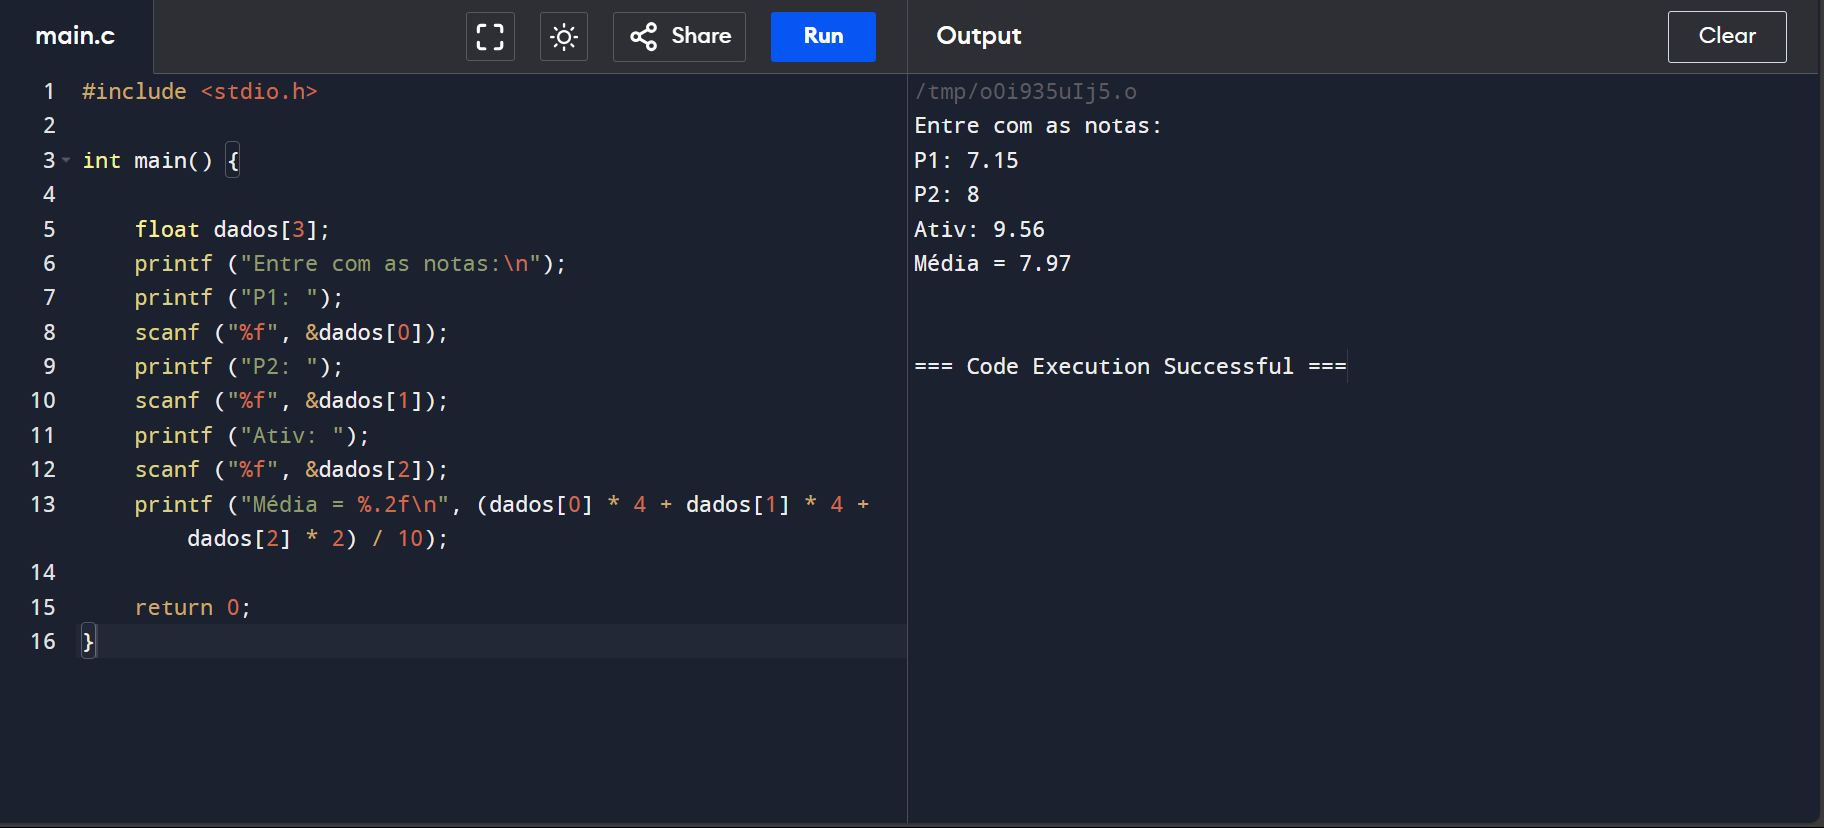 main.c
Share
Run
Output
Clear
1 #include <stdio.h>
2
3 int main() {
4
5 float dados[3];
6 printf ("Entre com as notas:\n");
7 printf ("P1: ");
8 scanf ("%f", &dados[0]);
9 printf ("P2: ");
10 scanf ("%f", &dados[1]);
11 printf ("Ativ: ");
12 scanf ("%f", &dados[2]);
13 printf ("Média = %.2f\n", (dados[0] * 4 + dados[1] * 4 +
dados[2] * 2) / 10);
14
15 return 0;
16 }
/tmp/oOi935uIj5.o
Entre com as notas:
P1: 7.15
P2: 8
Ativ: 9.56
Média = 7.97
=== Code Execution Successful ===